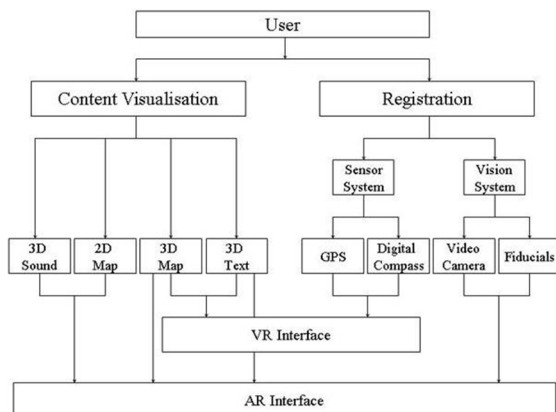 User
Content Visualisation
Registration
Sensor
System
Vision
System
3D
Sound
2D
Map
3D
Map
3D
Text
GPS
Digital
Compass
Video
Camera
Fiducials
VR Interface
AR Interface